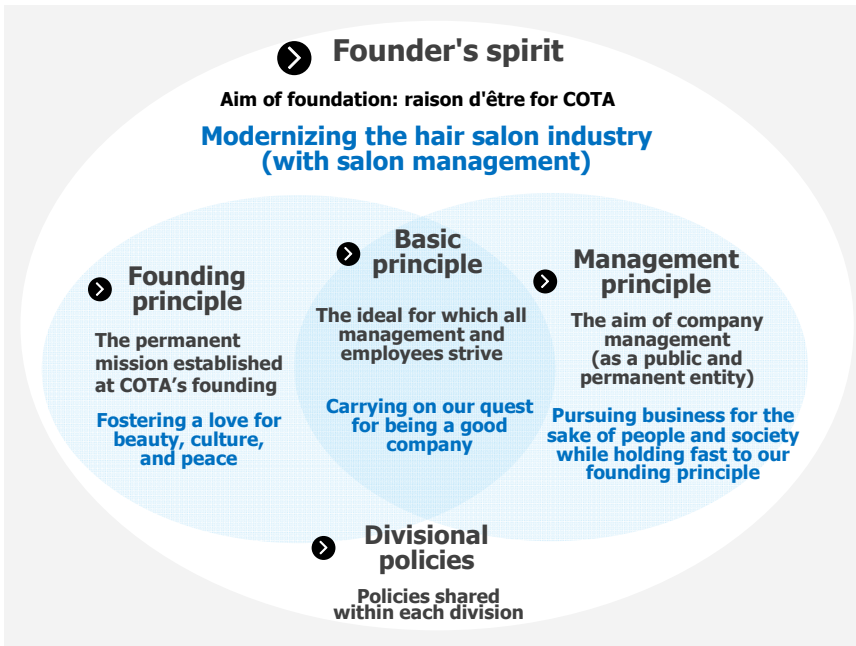 Founder's spirit
Aim of foundation: raison d'être for COTA
Modernizing the hair salon industry
(with salon management)
Founding
principle
The permanent
mission established
at COTA’s founding
Fostering a love for
beauty, culture,
and peace
Basic
principle
The ideal for which all
management and
employees strive
Carrying on our quest
for being a good
company
Management
principle
The aim of company
management
(as a public and
permanent entity)
Pursuing business for the
sake of people and society
while holding fast to our
founding principle
Divisional
policies
Policies shared
within each division